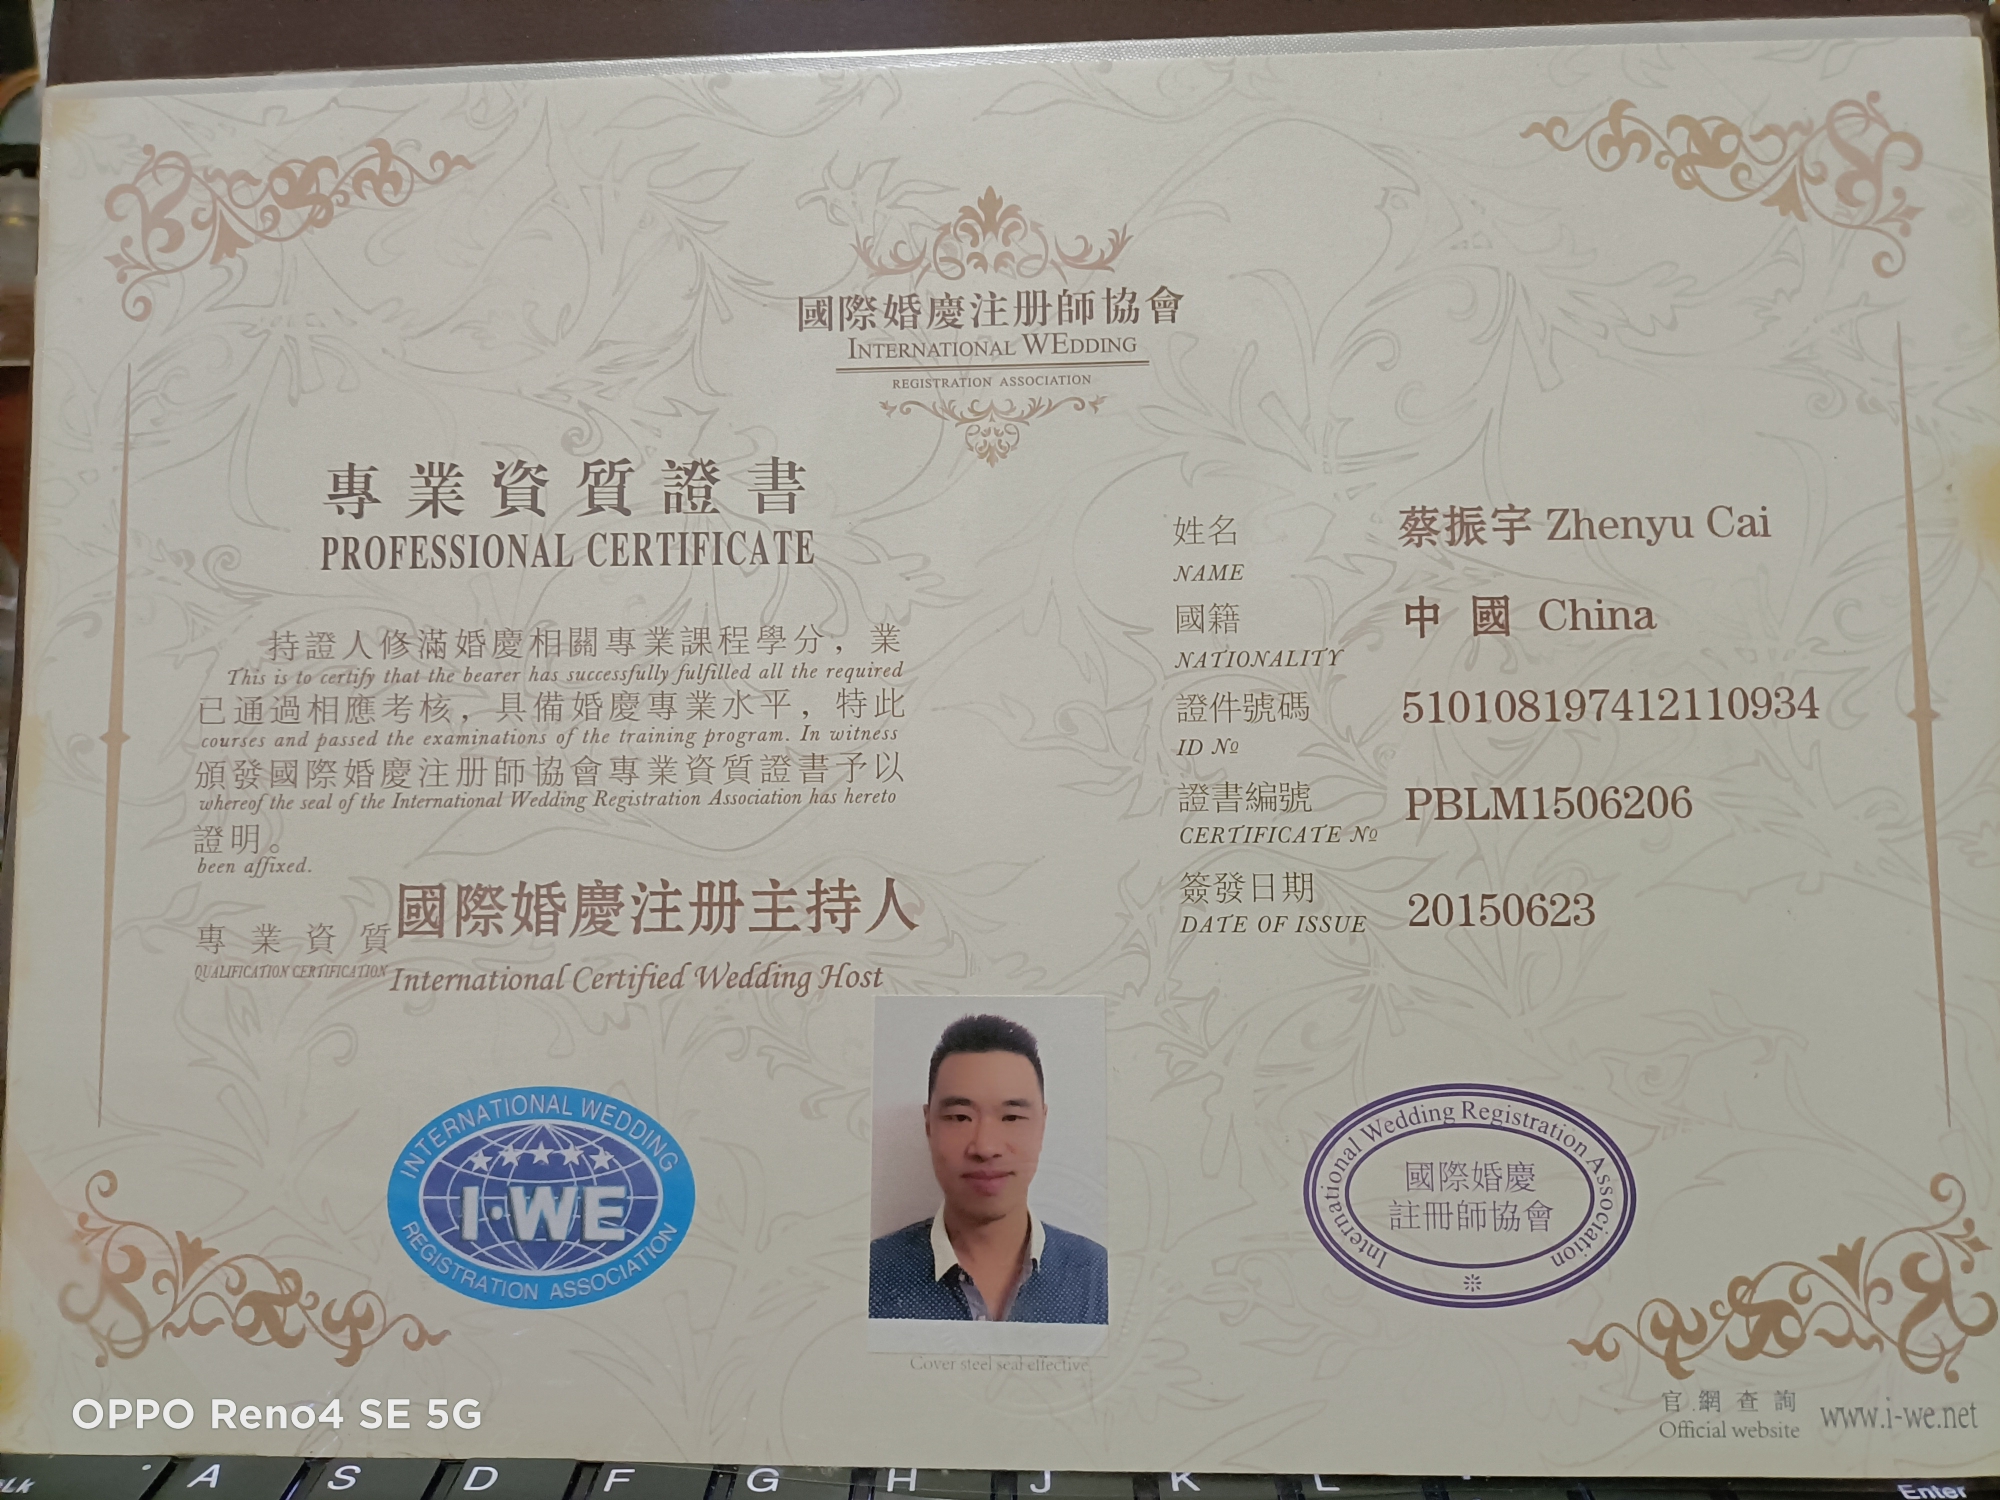 國際婚慶注册師協會
INTERNATIONAL WEDDING
REGISTRATION ASSOCIATION
專業資質證書
PROFESSIONAL CERTIFICATE
持證人修滿婚慶相關專業課程學分，業
This is to certify that the bearer has successfully fulfilled all the required
已通過相應考核，具備婚慶專業水平，特此
courses and passed the examinations of the training program. In witness
頒發國際婚慶注册師協會專業資質證書予以
whereof the seal of the International Wedding Registration Association has hereto
證明。
been affixed.
專業資質 國際婚慶注册主持人
QUALIFICATION CERTIFICATION International Certified Wedding Host
姓名 蔡振宇 Zhenyu Cai
NAME
國籍 中國 China
NATIONALITY
證件號碼 510108197412110934
ID №
證書編號 PBLM1506206
CERTIFICATE №
簽發日期 20150623
DATE OF ISSUE
INTERNATIONAL WEDDING
I·WE
REGISTRATION ASSOCIATION
International Wedding Registration Association
國際婚慶
註冊師協會
Cover steel seal effective
官網查詢 www.i-we.net
Official website
OPPO Reno4 SE 5G
A S D F G H J K L
Enter